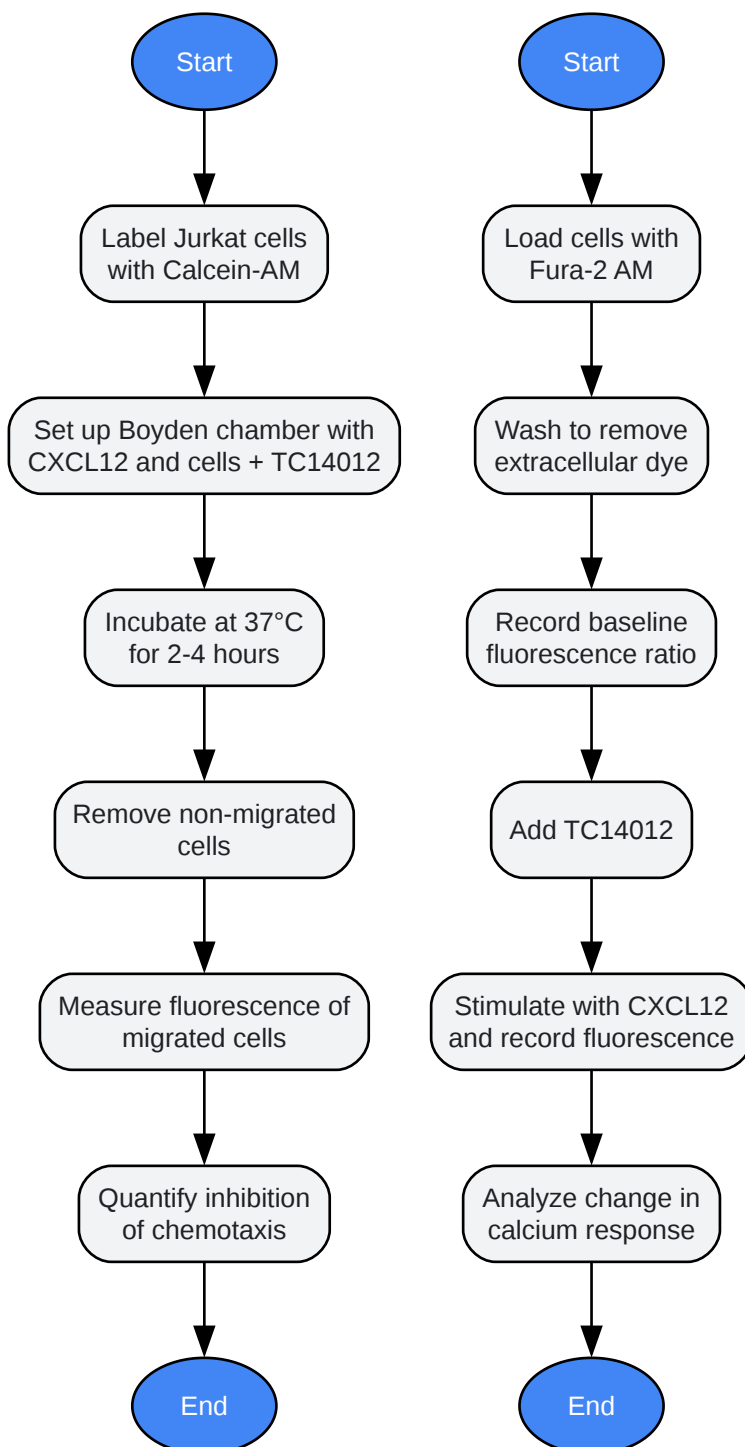 Start
Label Jurkat cells
with Calcein-AM
Set up Boyden chamber with
CXCL12 and cells + TC14012
Incubate at 37°C
for 2-4 hours
Remove non-migrated
cells
Measure fluorescence of
migrated cells
Quantify inhibition
of chemotaxis
End
Start
Load cells with
Fura-2 AM
Wash to remove
extracellular dye
Record baseline
fluorescence ratio
Add TC14012
Stimulate with CXCL12
and record fluorescence
Analyze change in
calcium response
End